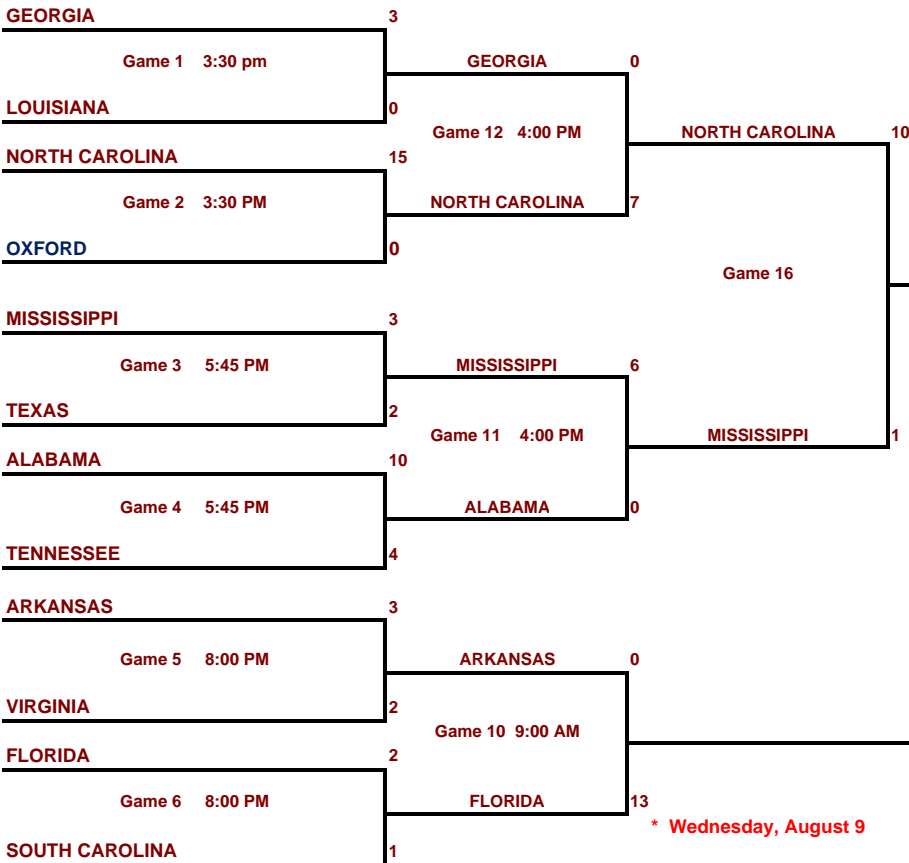 GEORGIA 3
Game 1 3:30 pm GEORGIA 0
LOUISIANA 0
Game 12 4:00 PM NORTH CAROLINA 10
NORTH CAROLINA 15
Game 2 3:30 PM NORTH CAROLINA 7
OXFORD 0
Game 16
MISSISSIPPI 3
Game 3 5:45 PM MISSISSIPPI 6
TEXAS 2
Game 11 4:00 PM MISSISSIPPI 1
ALABAMA 10
Game 4 5:45 PM ALABAMA 0
TENNESSEE 4
ARKANSAS 3
Game 5 8:00 PM ARKANSAS 0
VIRGINIA 2
Game 10 9:00 AM
FLORIDA 2
Game 6 8:00 PM FLORIDA 13
* Wednesday, August 9
SOUTH CAROLINA 1